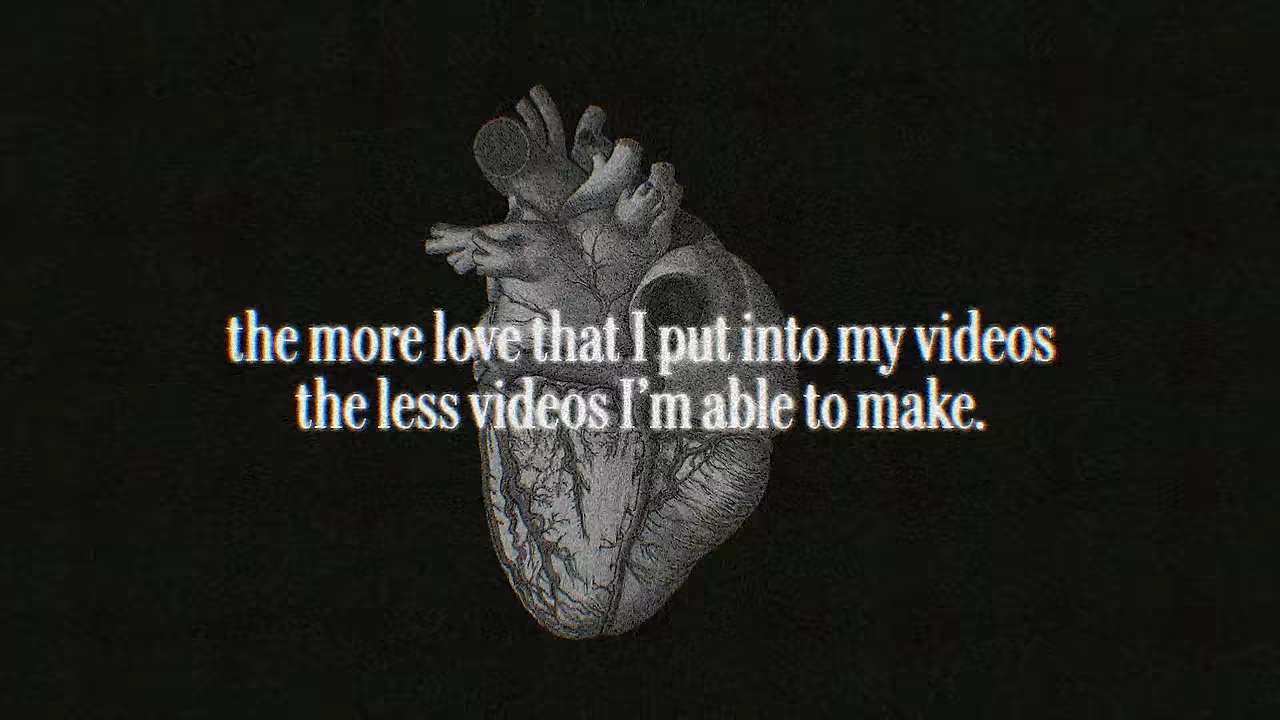 the more love that I put into my videos
the less videos I'm able to make.